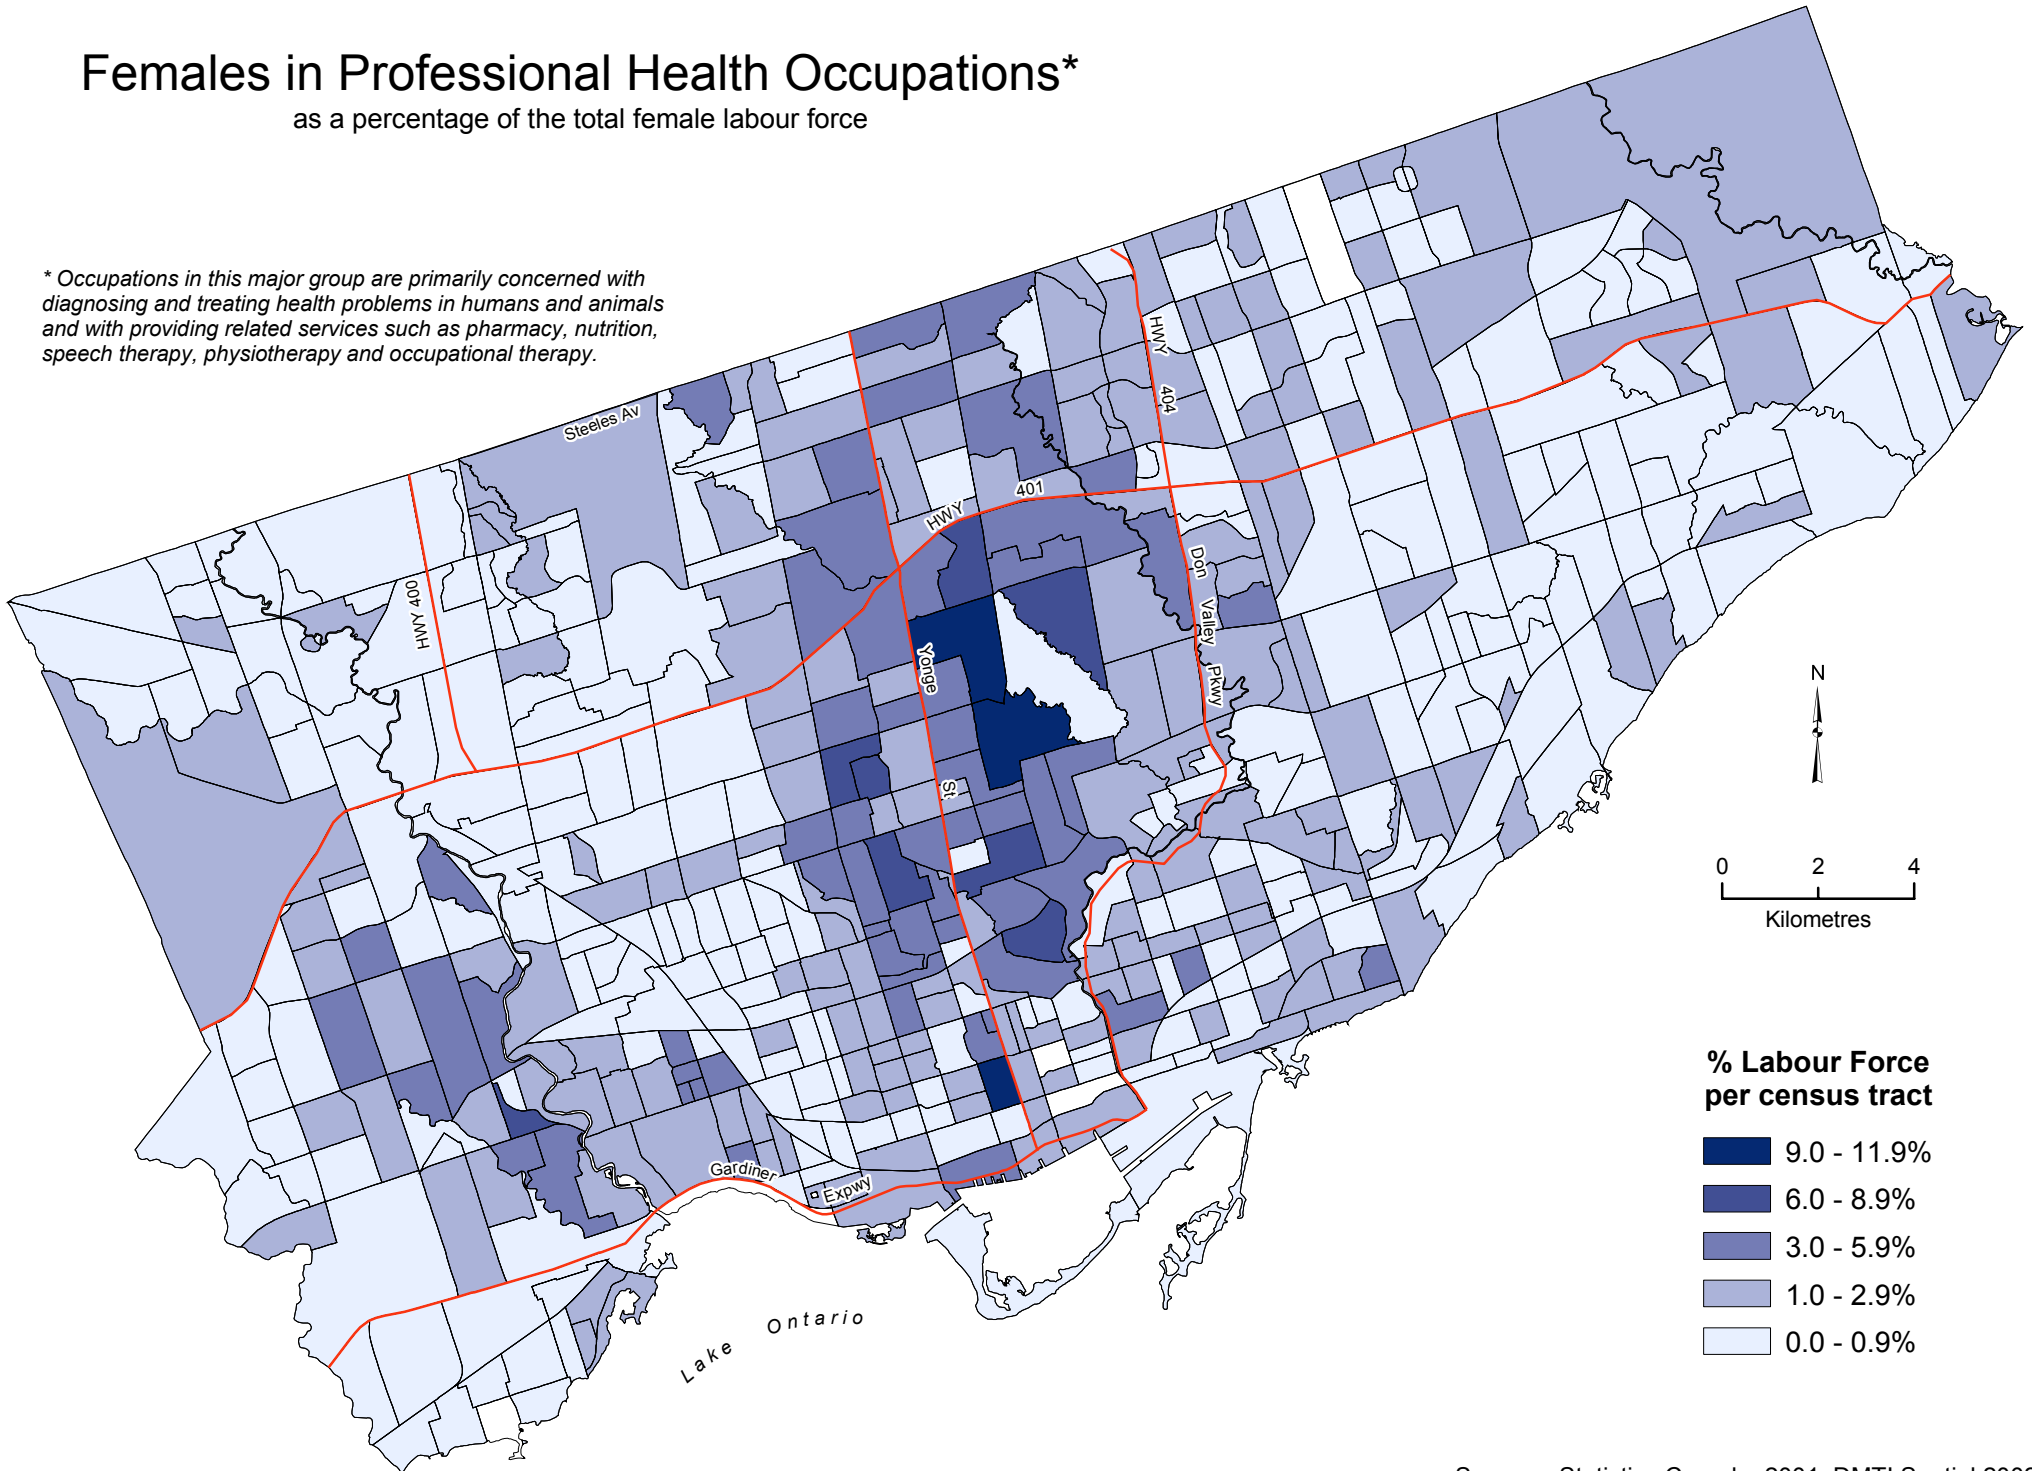 Females in Professional Health Occupations*
as a percentage of the total female labour force
* Occupations in this major group are primarily concerned with
diagnosing and treating health problems in humans and animals
and with providing related services such as pharmacy, nutrition,
speech therapy, physiotherapy and occupational therapy.
Steeles Av
HWY 400
HWY
404
HWY
401
Don
Valley
Pkwy
Yonge
St
Gardiner
Expwy
Lake Ontario
N
0 2 4
Kilometres
% Labour Force
per census tract
9.0 - 11.9%
6.0 - 8.9%
3.0 - 5.9%
1.0 - 2.9%
0.0 - 0.9%